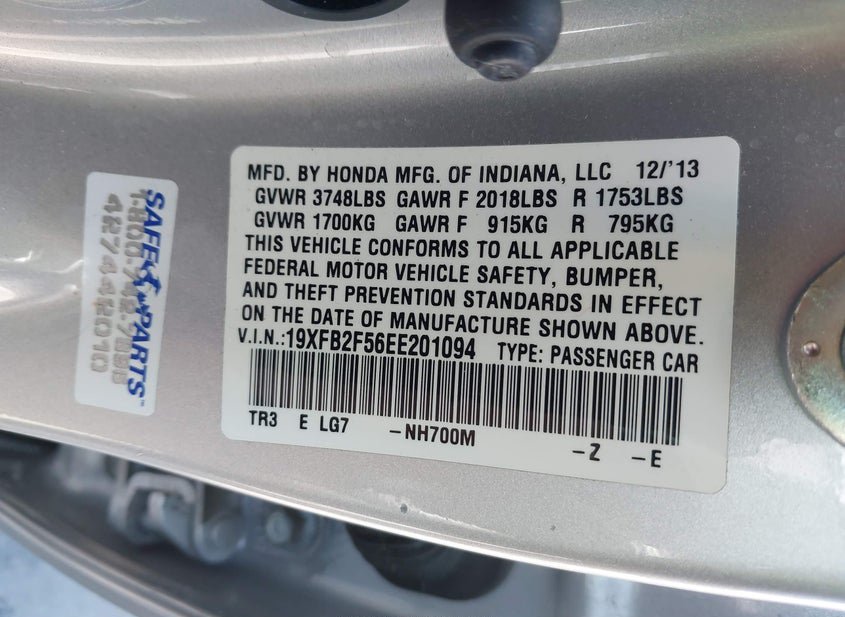 MFD. BY HONDA MFG. OF INDIANA, LLC 12/'13
GVWR 3748LBS GAWR F 2018LBS R 1753LBS
GVWR 1700KG GAWR F 915KG R 795KG
THIS VEHICLE CONFORMS TO ALL APPLICABLE
FEDERAL MOTOR VEHICLE SAFETY, BUMPER,
AND THEFT PREVENTION STANDARDS IN EFFECT
ON THE DATE OF MANUFACTURE SHOWN ABOVE.
V.I.N.:19XFB2F56EE201094 TYPE: PASSENGER CAR
TR3 E LG7 -NH700M
-Z -E
SAFE PARTS™
427442010